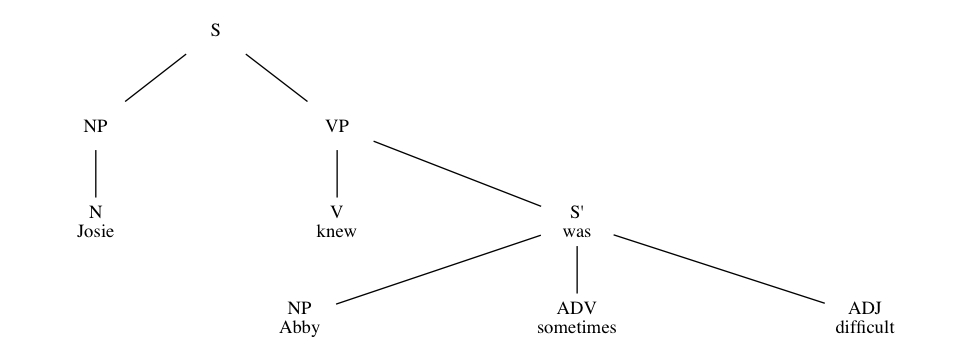 S
NP VP
N V S'
Josie knew was
NP ADV ADJ
Abby sometimes difficult